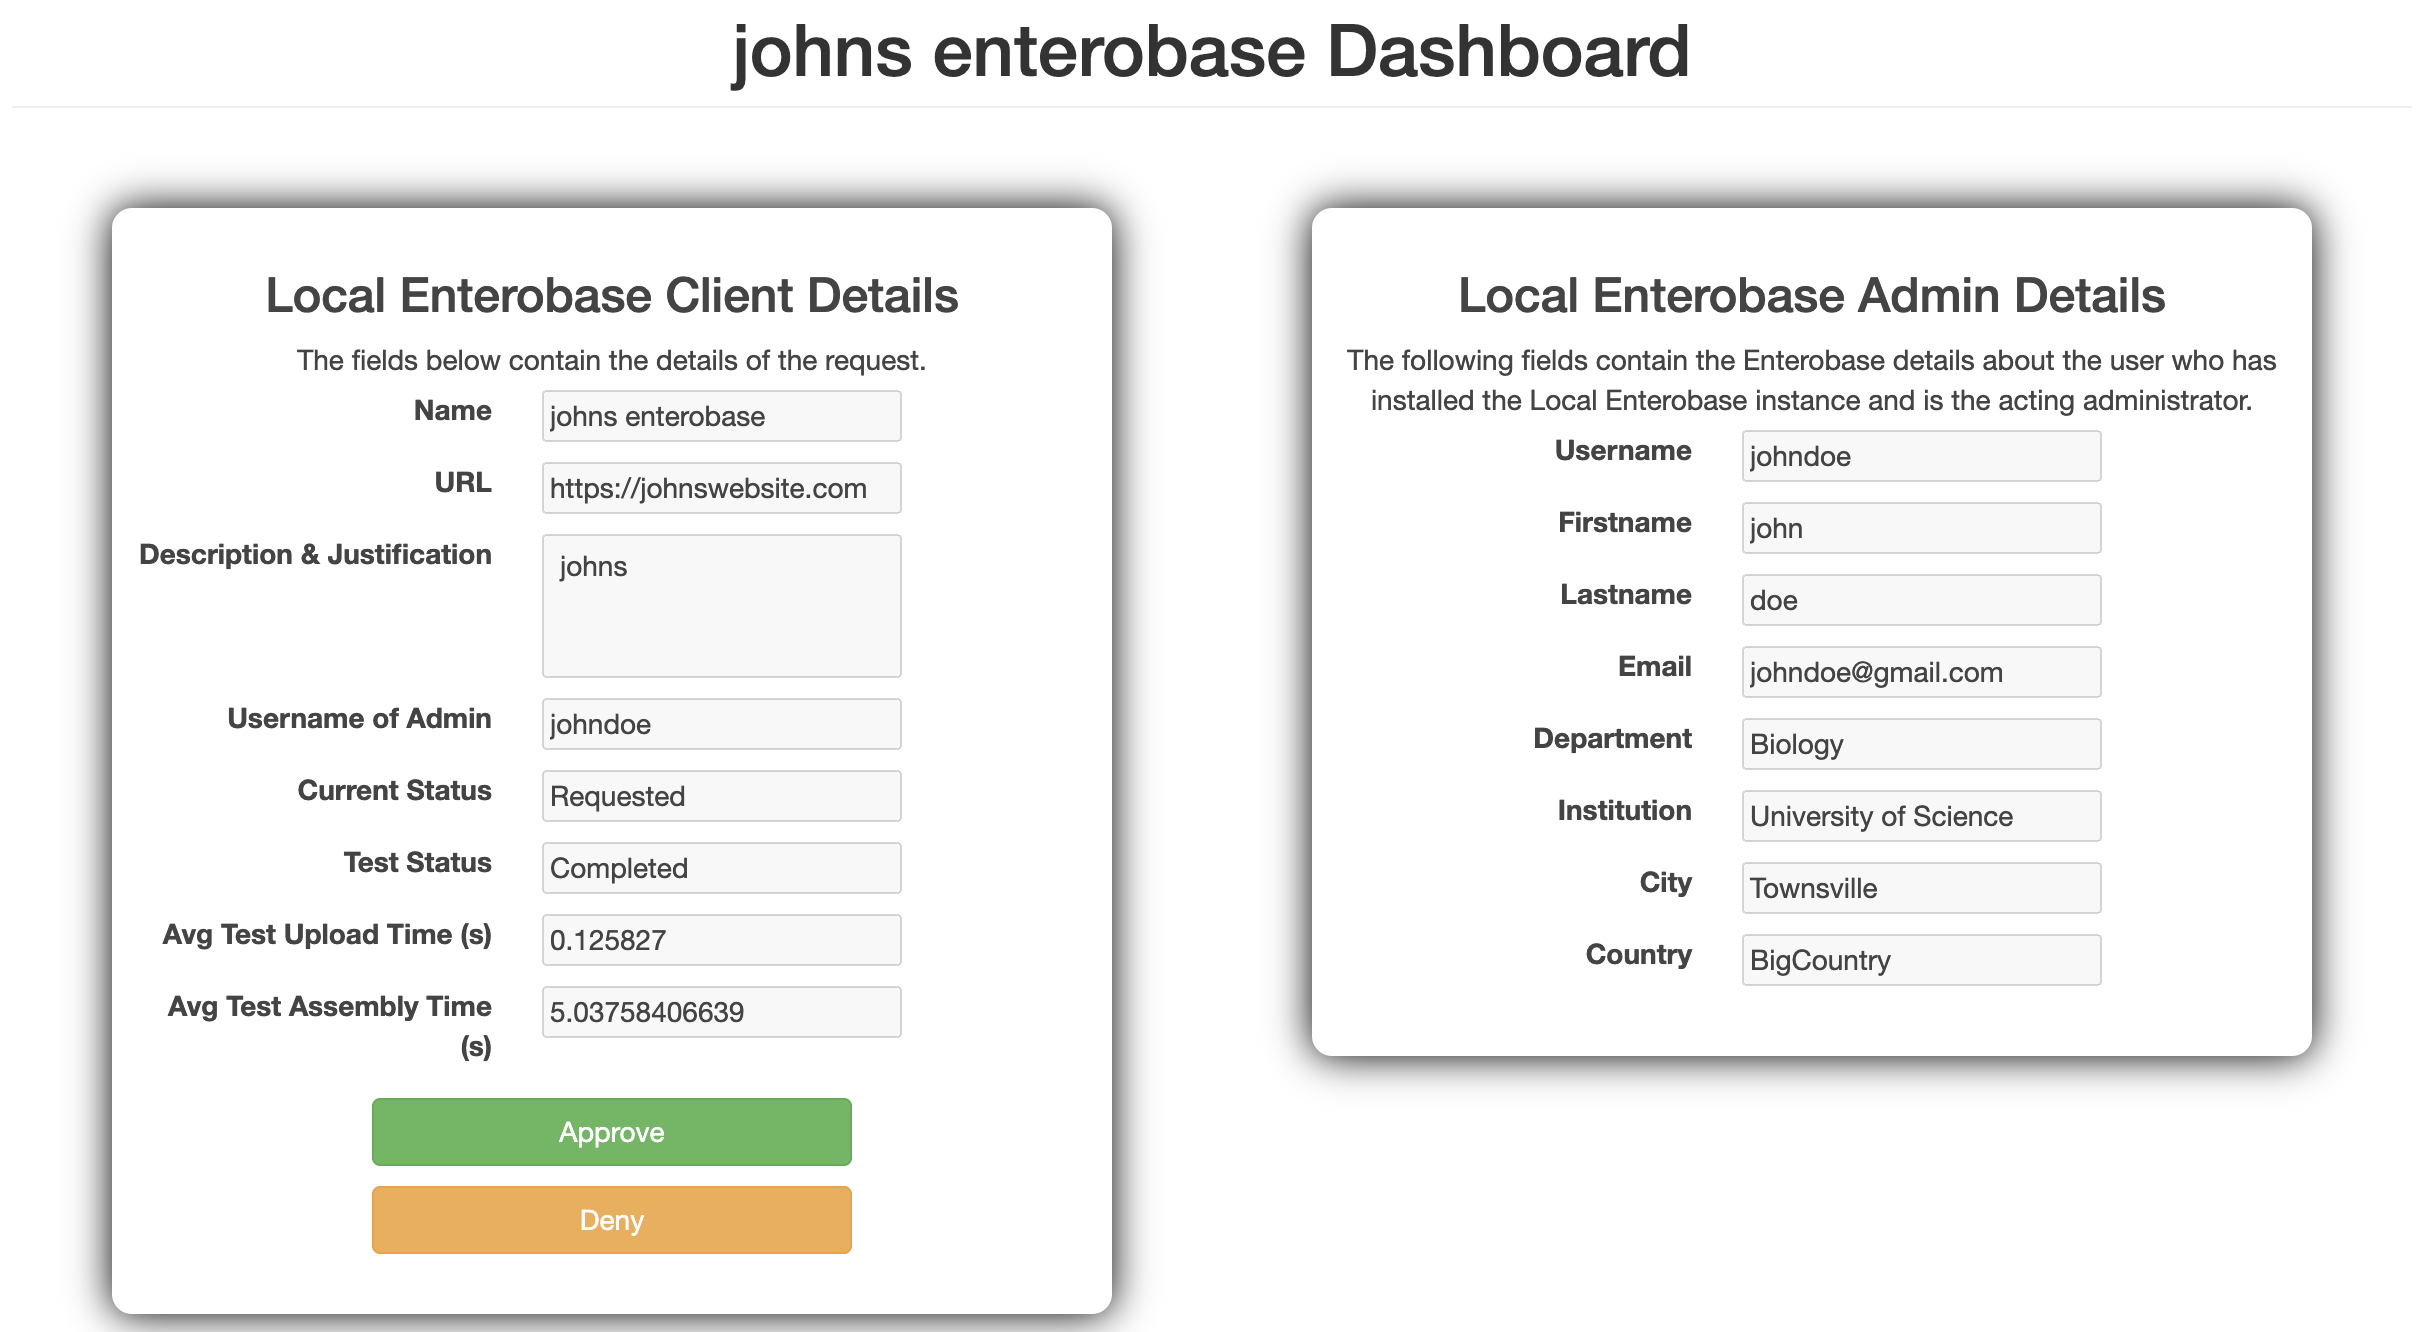 johns enterobase Dashboard
Local Enterobase Client Details
The fields below contain the details of the request.
Name johns enterobase
URL https://johnswebsite.com
Description & Justification johns
Username of Admin johndoe
Current Status Requested
Test Status Completed
Avg Test Upload Time (s) 0.125827
Avg Test Assembly Time 5.03758406639
(s)
Approve
Deny
Local Enterobase Admin Details
The following fields contain the Enterobase details about the user who has
installed the Local Enterobase instance and is the acting administrator.
Username johndoe
Firstname john
Lastname doe
Email johndoe@gmail.com
Department Biology
Institution University of Science
City Townsville
Country BigCountry